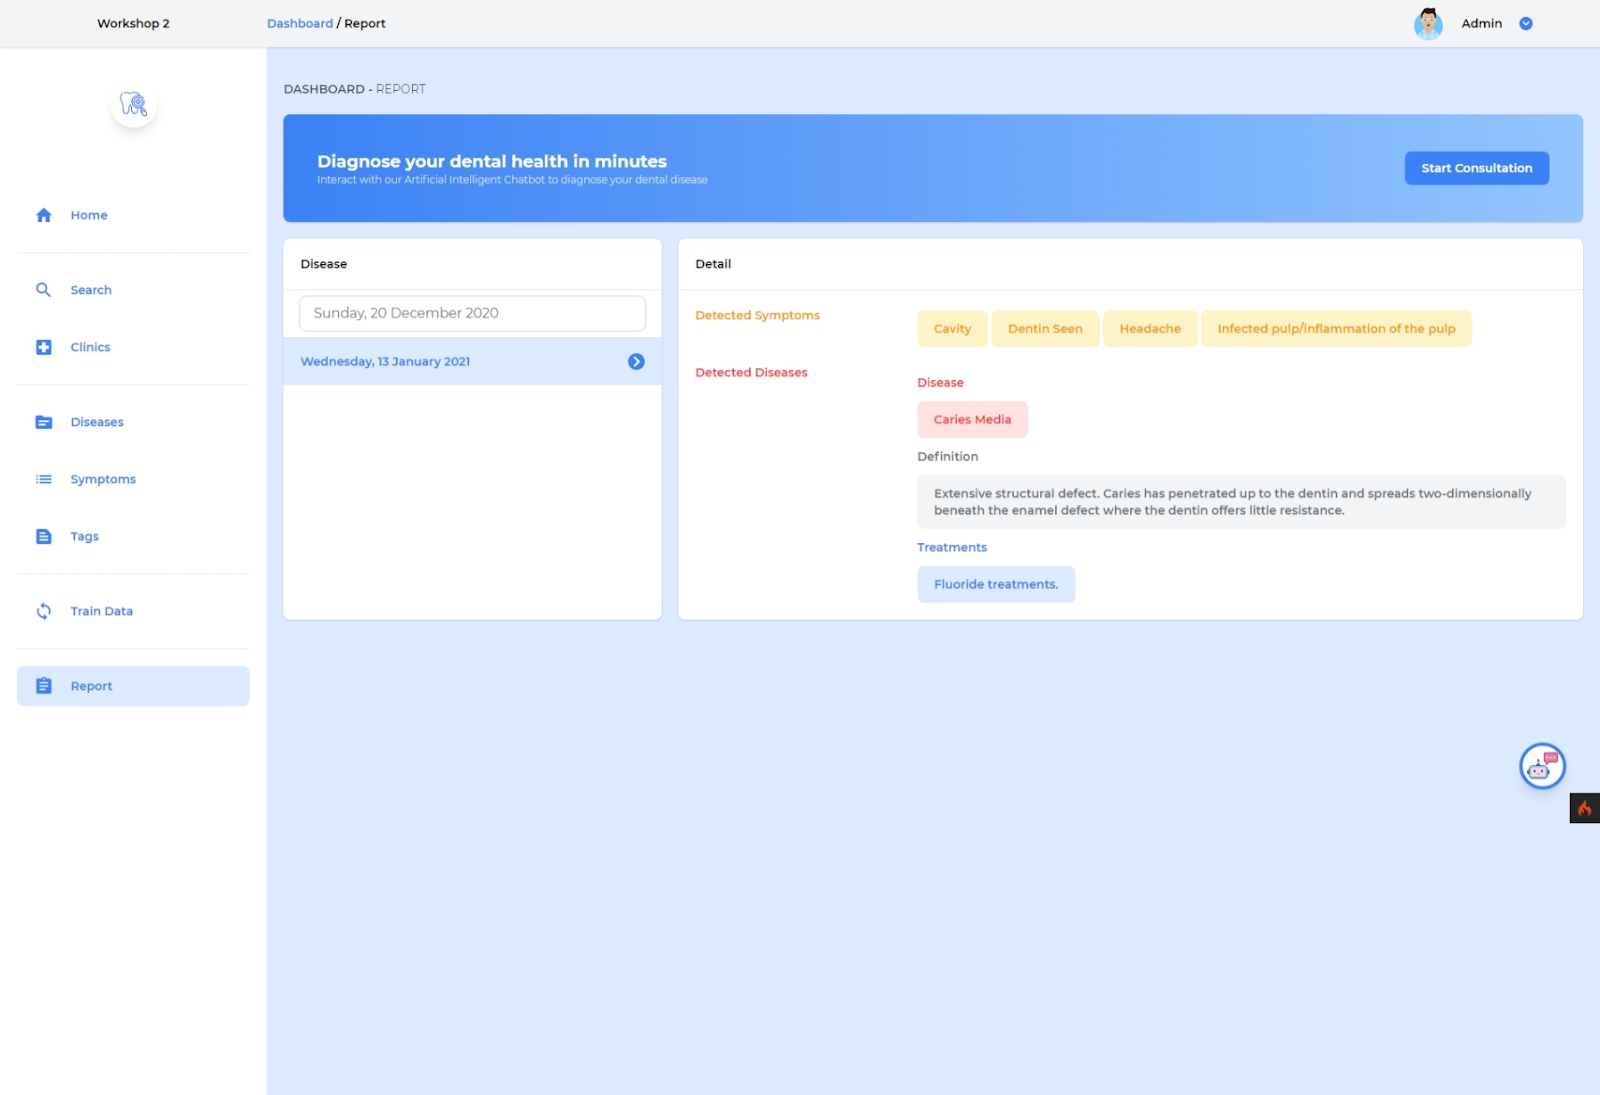 Workshop 2
Dashboard / Report
Admin
Home
Search
Clinics
Diseases
Symptoms
Tags
Train Data
Report
DASHBOARD - REPORT
Diagnose your dental health in minutes
Interact with our Artificial Intelligent Chatbot to diagnose your dental disease
Start Consultation
Disease
Sunday, 20 December 2020
Wednesday, 13 January 2021
Detail
Detected Symptoms
Cavity
Dentin Seen
Headache
Infected pulp/inflammation of the pulp
Detected Diseases
Disease
Caries Media
Definition
Extensive structural defect. Caries has penetrated up to the dentin and spreads two-dimensionally
beneath the enamel defect where the dentin offers little resistance.
Treatments
Fluoride treatments.